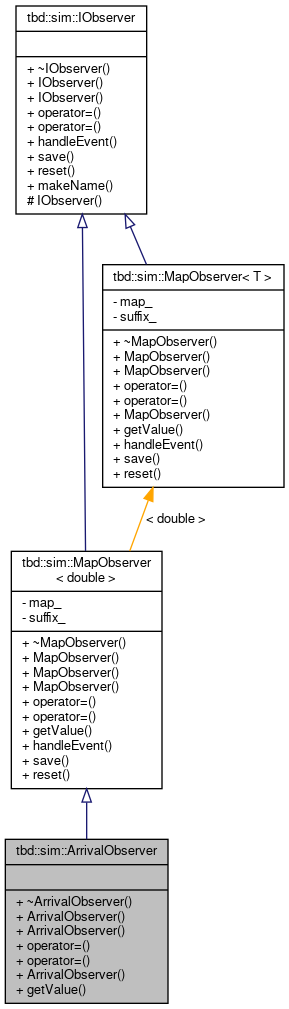 tbd::sim::IObserver
+ ~IObserver()
+ IObserver()
+ IObserver()
+ operator=()
+ operator=()
+ handleEvent()
+ save()
+ reset()
+ makeName()
# IObserver()
tbd::sim::MapObserver< T >
- map_
- suffix_
+ ~MapObserver()
+ MapObserver()
+ MapObserver()
+ operator=()
+ operator=()
+ MapObserver()
+ getValue()
+ handleEvent()
+ save()
+ reset()
< double >
tbd::sim::MapObserver
< double >
- map_
- suffix_
+ ~MapObserver()
+ MapObserver()
+ MapObserver()
+ MapObserver()
+ operator=()
+ operator=()
+ getValue()
+ handleEvent()
+ save()
+ reset()
tbd::sim::ArrivalObserver
+ ~ArrivalObserver()
+ ArrivalObserver()
+ ArrivalObserver()
+ operator=()
+ operator=()
+ ArrivalObserver()
+ getValue()